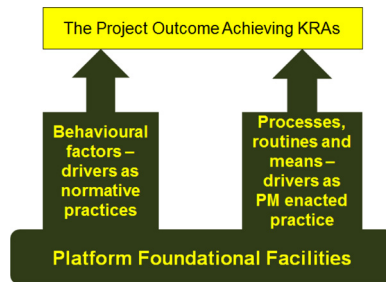 The Project Outcome Achieving KRAs
Behavioural
factors –
drivers as
normative
practices
Processes,
routines and
means –
drivers as
PM enacted
practice
Platform Foundational Facilities